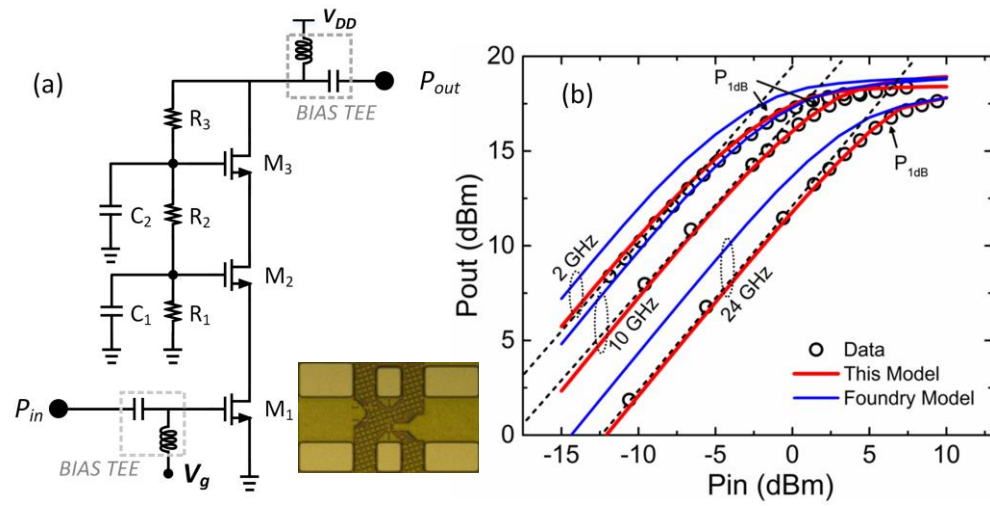 (a)
V_DD
BIAS TEE
P_out
R_3
M_3
C_2
R_2
M_2
C_1
R_1
P_in
M_1
BIAS TEE
V_g
(b)
20
15
10
5
0
Pout (dBm)
P_1dB
P_1dB
2 GHz
10 GHz
24 GHz
Data
This Model
Foundry Model
-15
-10
-5
0
5
10
Pin (dBm)